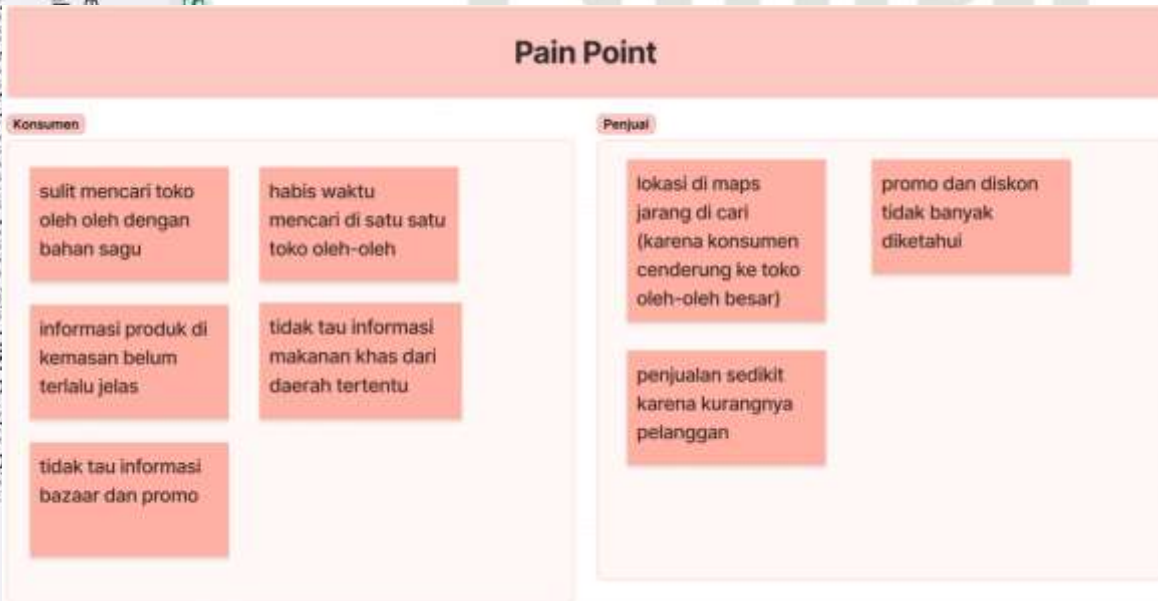 Pain Point
Konsumen
sulit mencari toko
oleh oleh dengan
bahan sagu
habis waktu
mencari di satu satu
toko oleh-oleh
informasi produk di
kemasan belum
terlalu jelas
tidak tau informasi
makanan khas dari
daerah tertentu
tidak tau informasi
bazaar dan promo
Penjual
lokasi di maps
jarang di cari
(karena konsumen
cenderung ke toko
oleh-oleh besar)
promo dan diskon
tidak banyak
diketahui
penjualan sedikit
karena kurangnya
pelanggan